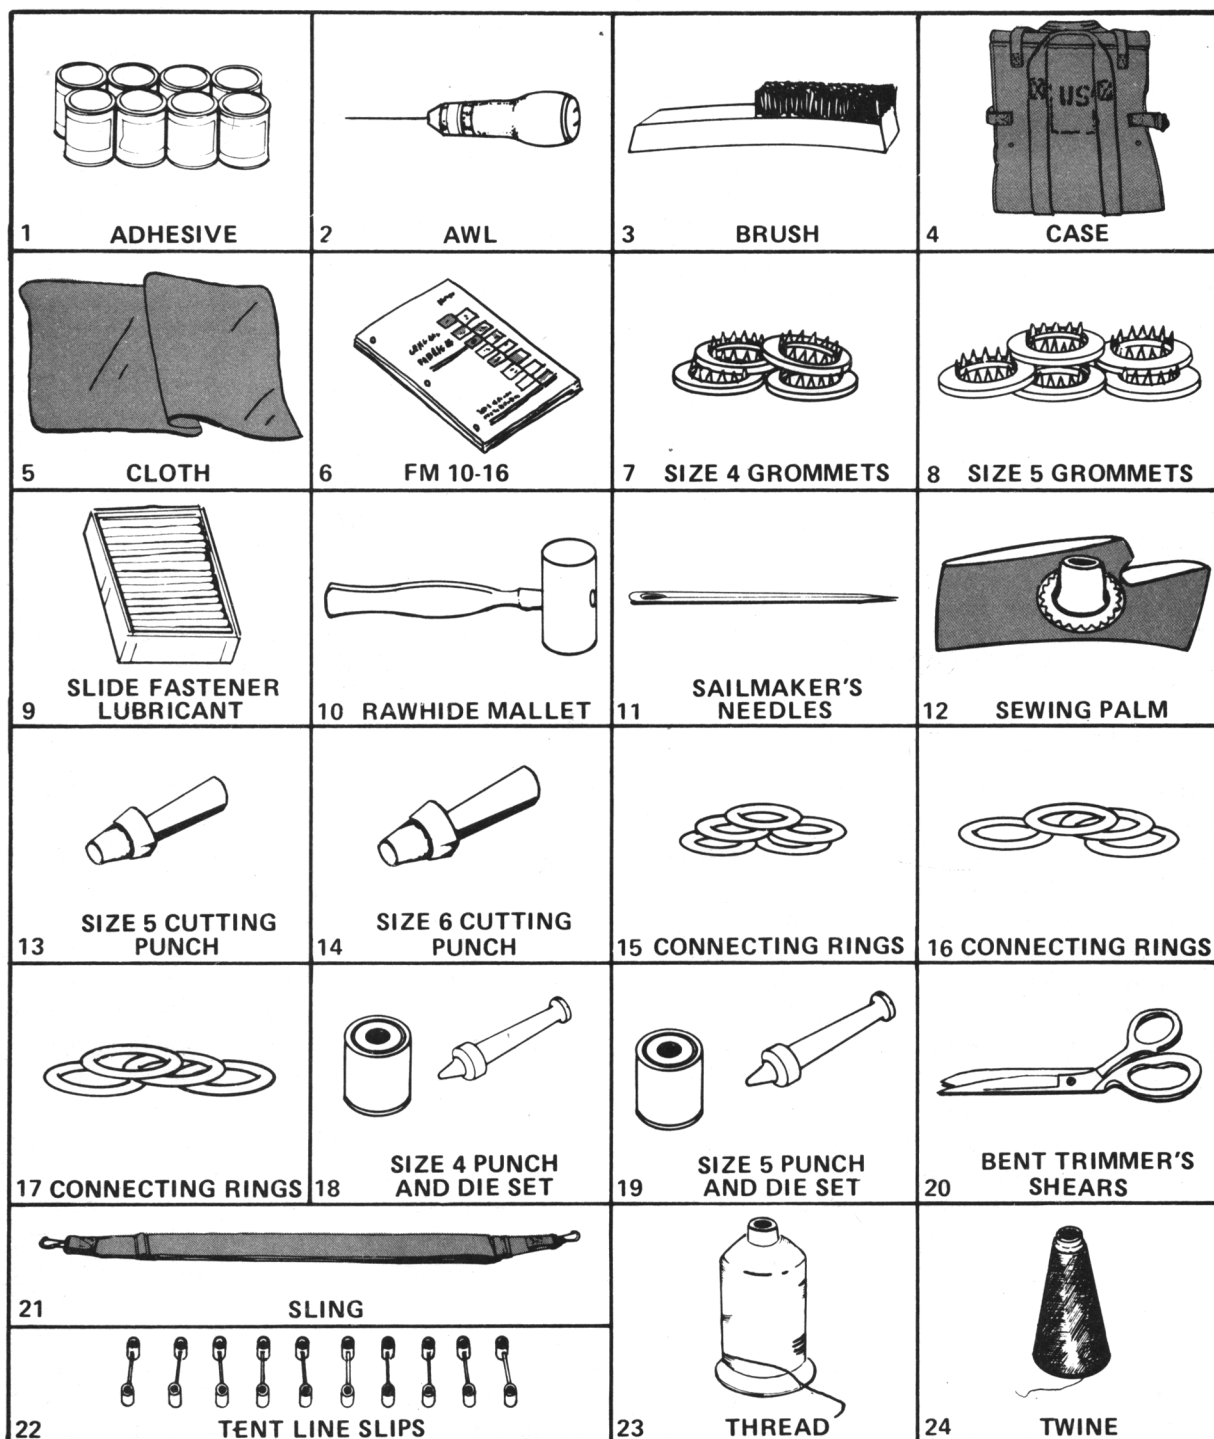 1 ADHESIVE
2 AWL
3 BRUSH
US
4 CASE
5 CLOTH
6 FM 10-16
7 SIZE 4 GROMMETS
8 SIZE 5 GROMMETS
SLIDE FASTENER
9 LUBRICANT
10 RAWHIDE MALLET
SAILMAKER'S
11 NEEDLES
12 SEWING PALM
SIZE 5 CUTTING
13 PUNCH
SIZE 6 CUTTING
14 PUNCH
15 CONNECTING RINGS
16 CONNECTING RINGS
17 CONNECTING RINGS
SIZE 4 PUNCH
18 AND DIE SET
SIZE 5 PUNCH
19 AND DIE SET
BENT TRIMMER'S
20 SHEARS
21 SLING
22 TENT LINE SLIPS
23 THREAD
24 TWINE